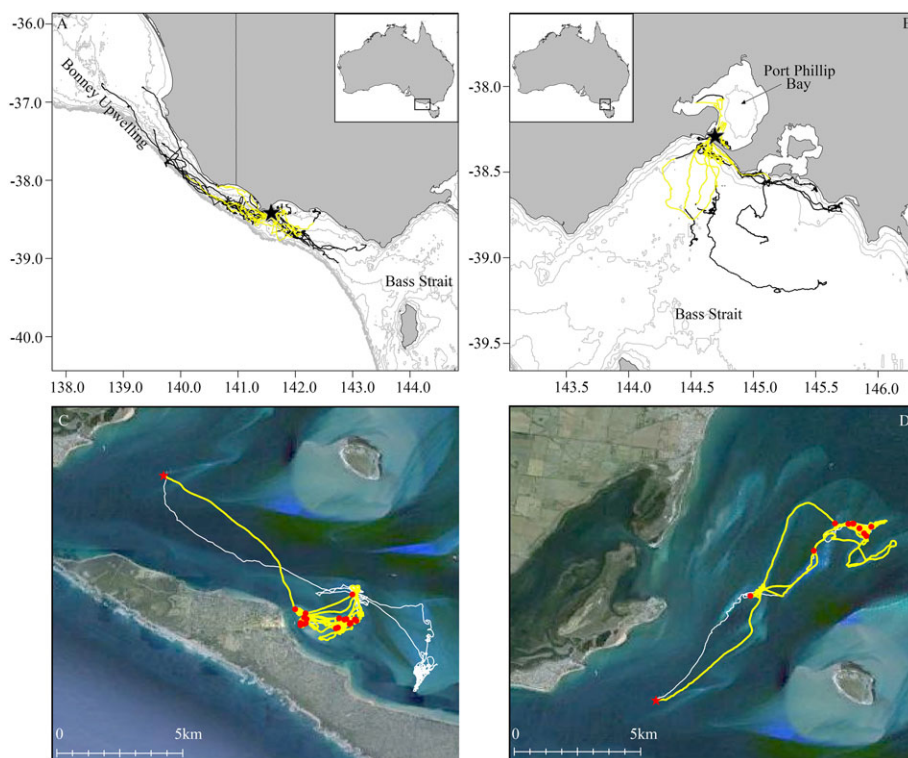 A
-36.0
-37.0
-38.0
-39.0
-40.0
Bonney Upwelling
Bass Strait
138.0 139.0 140.0 141.0 142.0 143.0 144.0
B
-38.0
-38.5
-39.0
-39.5
Port Phillip
Bay
Bass Strait
143.5 144.0 144.5 145.0 145.6 146.0
C
0 5km
D
0 5km